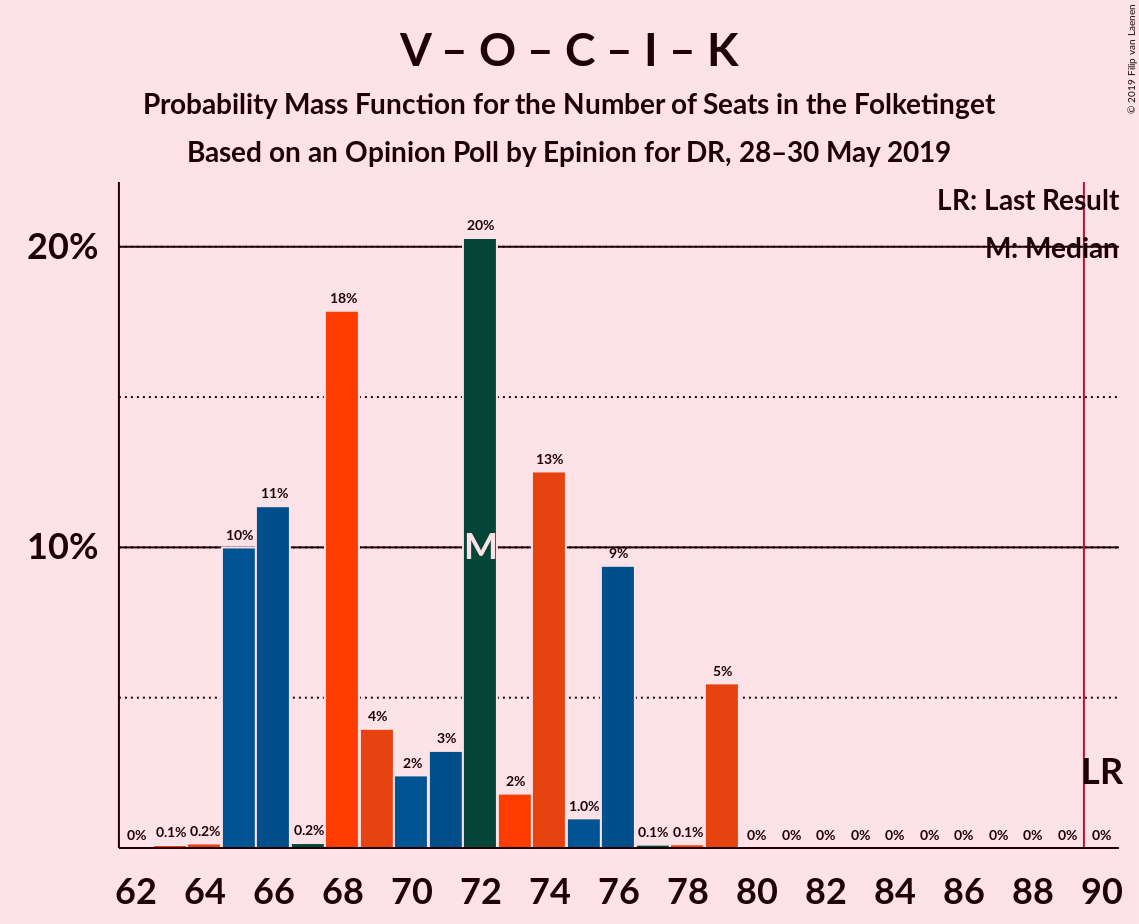 © 2019 Filip van Laenen
V – O – C – I – K
Probability Mass Function for the Number of Seats in the Folketinget
Based on an Opinion Poll by Epinion for DR, 28–30 May 2019
LR: Last Result
M: Median
20%
10%
0% 0.1% 0.2% 10% 11% 0.2% 18% 4% 2% 3% 20% 2% 13% 1.0% 9% 0.1% 0.1% 5% 0% 0% 0% 0% 0% 0% 0% 0% 0% 0% 0%
M
LR
62 64 66 68 70 72 74 76 78 80 82 84 86 88 90